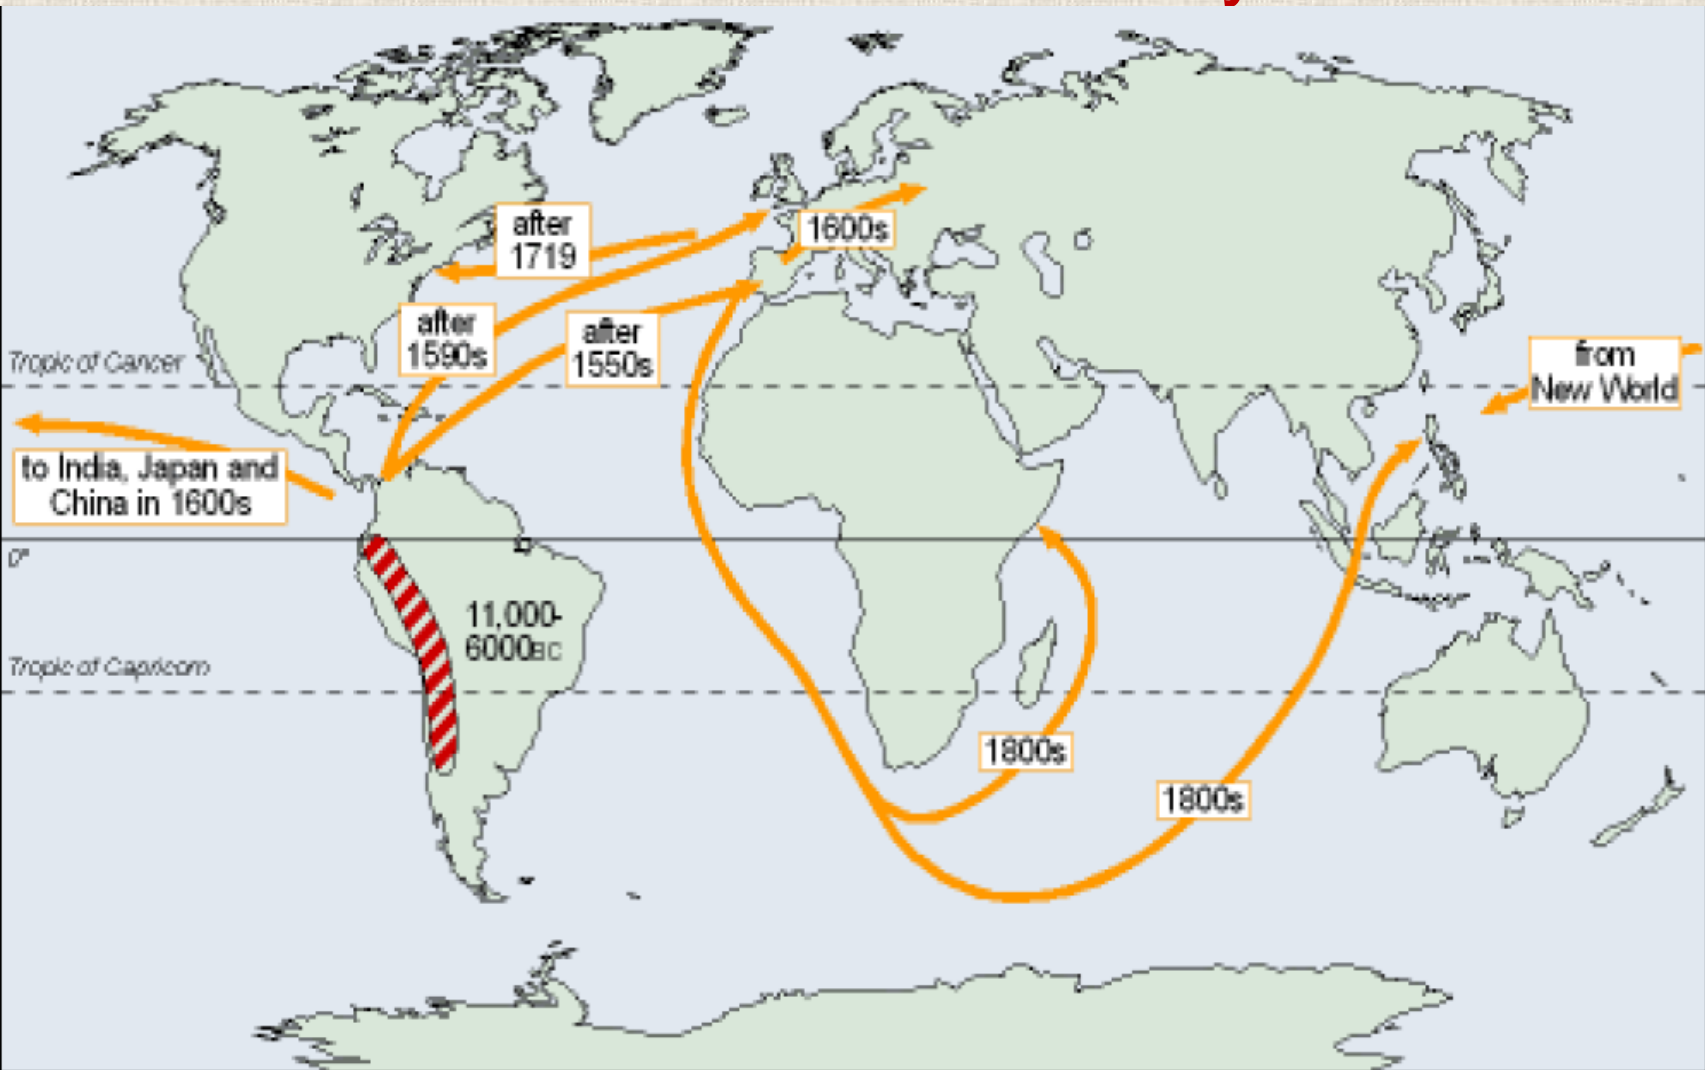 after
1719
1600s
after
1590s
after
1550s
from
New World
Tropic of Cancer
to India, Japan and
China in 1600s
0°
11,000-
6000BC
Tropic of Capricorn
1800s
1800s